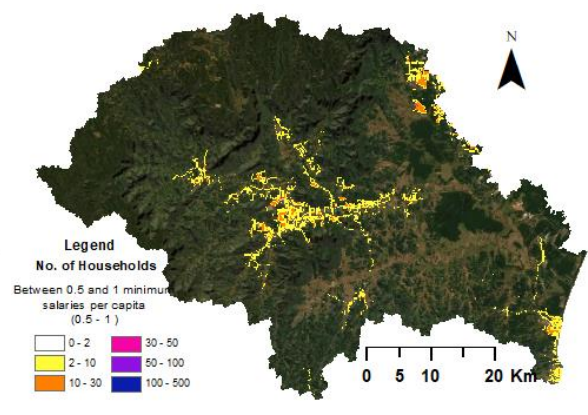 N
Legend
No. of Households
Between 0.5 and 1 minimum
salaries per capita
(0.5 - 1 )
0 - 2
30 - 50
2 - 10
50 - 100
10 - 30
100 - 500
0 5 10 20 Km